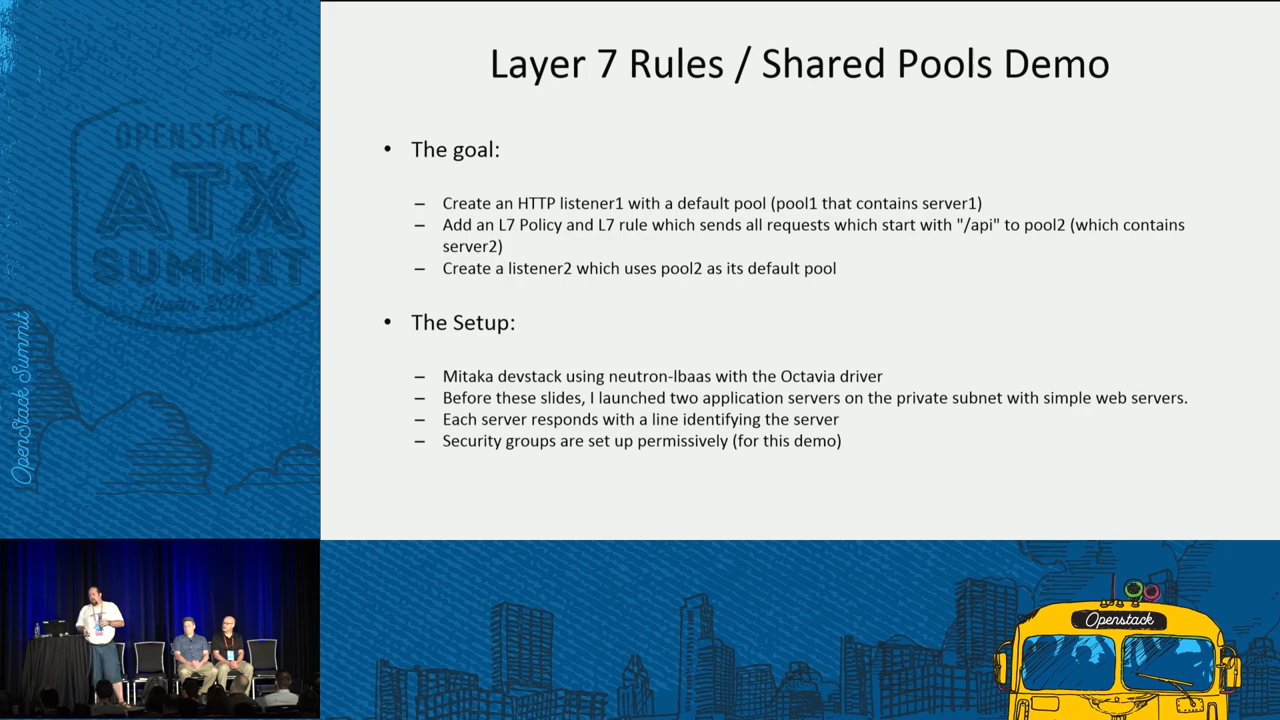 OPENSTACK
ATX
SUMMIT
Austin 2016
OpenStack Summit
Layer 7 Rules / Shared Pools Demo
• The goal:
– Create an HTTP listener1 with a default pool (pool1 that contains server1)
– Add an L7 Policy and L7 rule which sends all requests which start with "/api" to pool2 (which contains
server2)
– Create a listener2 which uses pool2 as its default pool
• The Setup:
– Mitaka devstack using neutron-lbaas with the Octavia driver
– Before these slides, I launched two application servers on the private subnet with simple web servers.
– Each server responds with a line identifying the server
– Security groups are set up permissively (for this demo)
Openstack